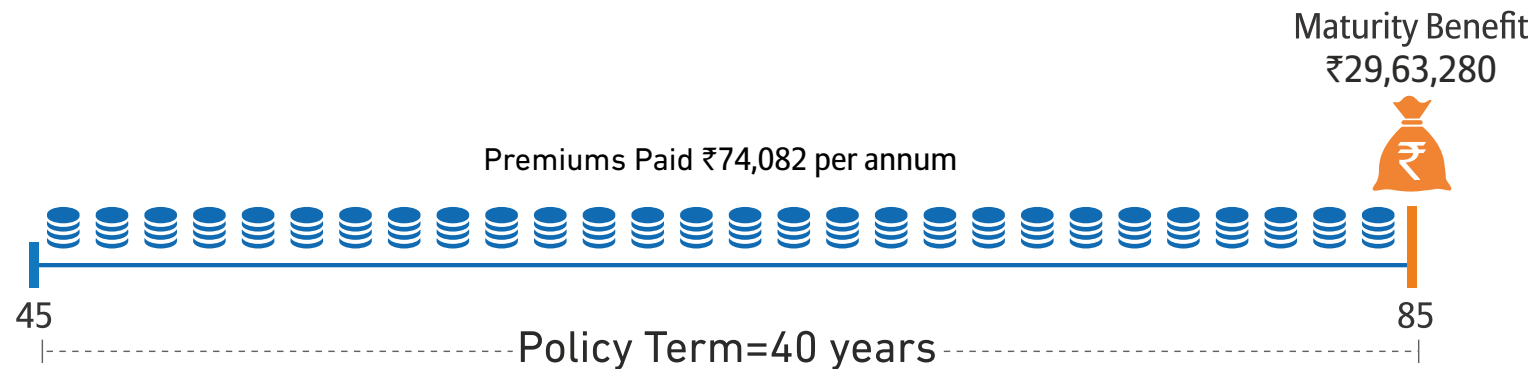 Maturity Benefit
₹29,63,280
₹
Premiums Paid ₹74,082 per annum
45
85
Policy Term=40 years